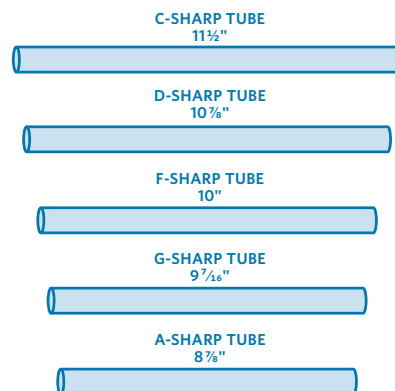 C-SHARP TUBE
11½"
D-SHARP TUBE
10⅞"
F-SHARP TUBE
10"
G-SHARP TUBE
9⁷⁄₁₆"
A-SHARP TUBE
8⅞"